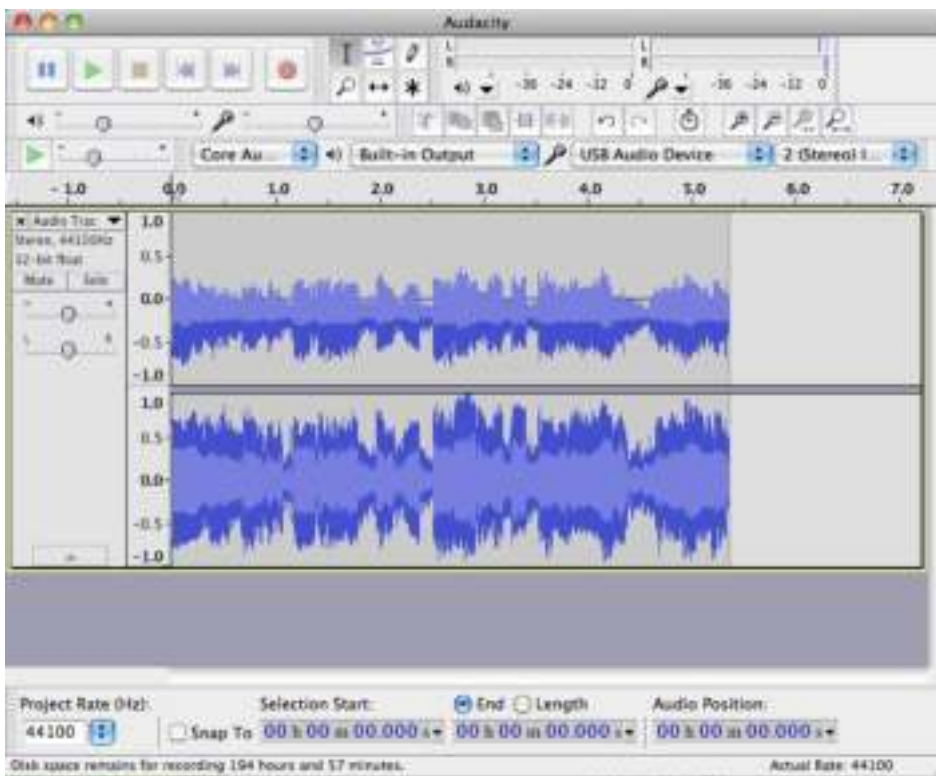 Audacity
L
R
-36 -24 -12 0
L
R
-36 -24 -12 0
Core Au
Built-in Output
USB Audio Device
2 (Stereo) I...
- 1.0 0.0 1.0 2.0 3.0 4.0 5.0 6.0 7.0
Audio Trac
Stereo, 44100Hz
32-bit float
Mute Solo
- +
L R
1.0
0.5
0.0
-0.5
-1.0
1.0
0.5
0.0
-0.5
-1.0
Project Rate (Hz):
44100
Snap To
Selection Start:
00 h 00 m 00.000 s
End
Length
00 h 00 m 00.000 s
Audio Position:
00 h 00 m 00.000 s
Disk space remains for recording 194 hours and 57 minutes.
Actual Rate: 44100